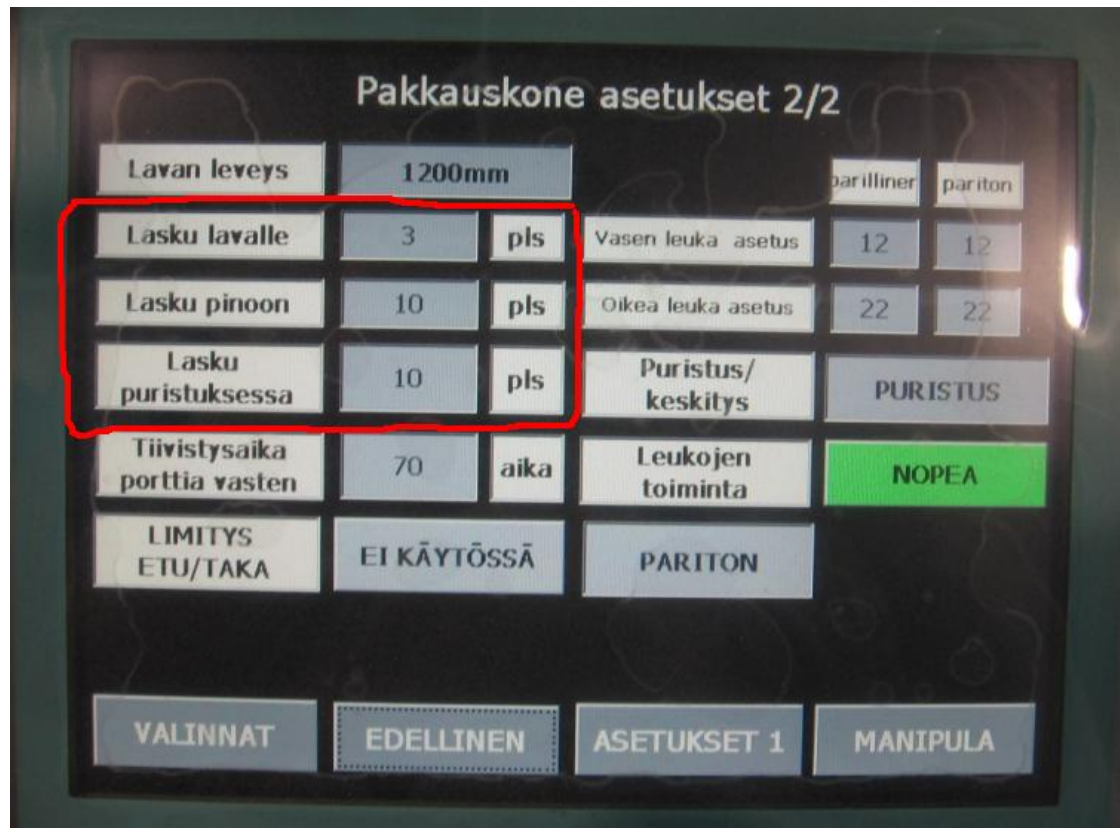 Pakkauskone asetukset 2/2
Lavan leveys 1200mm parilliner pariton
Lasku lavalle 3 pls Vasen leuka asetus 12 12
Lasku pinoon 10 pls Oikea leuka asetus 22 22
Lasku
puristuksessa 10 pls Puristus/
keskitys PURISTUS
Tiivistysaika
porttia vasten 70 aika Leukojen
toiminta NOPEA
LIMITYS
ETU/TAKA EI KÄYTÖSSÄ PARITON
VALINNAT EDELLINEN ASETUKSET 1 MANIPULA